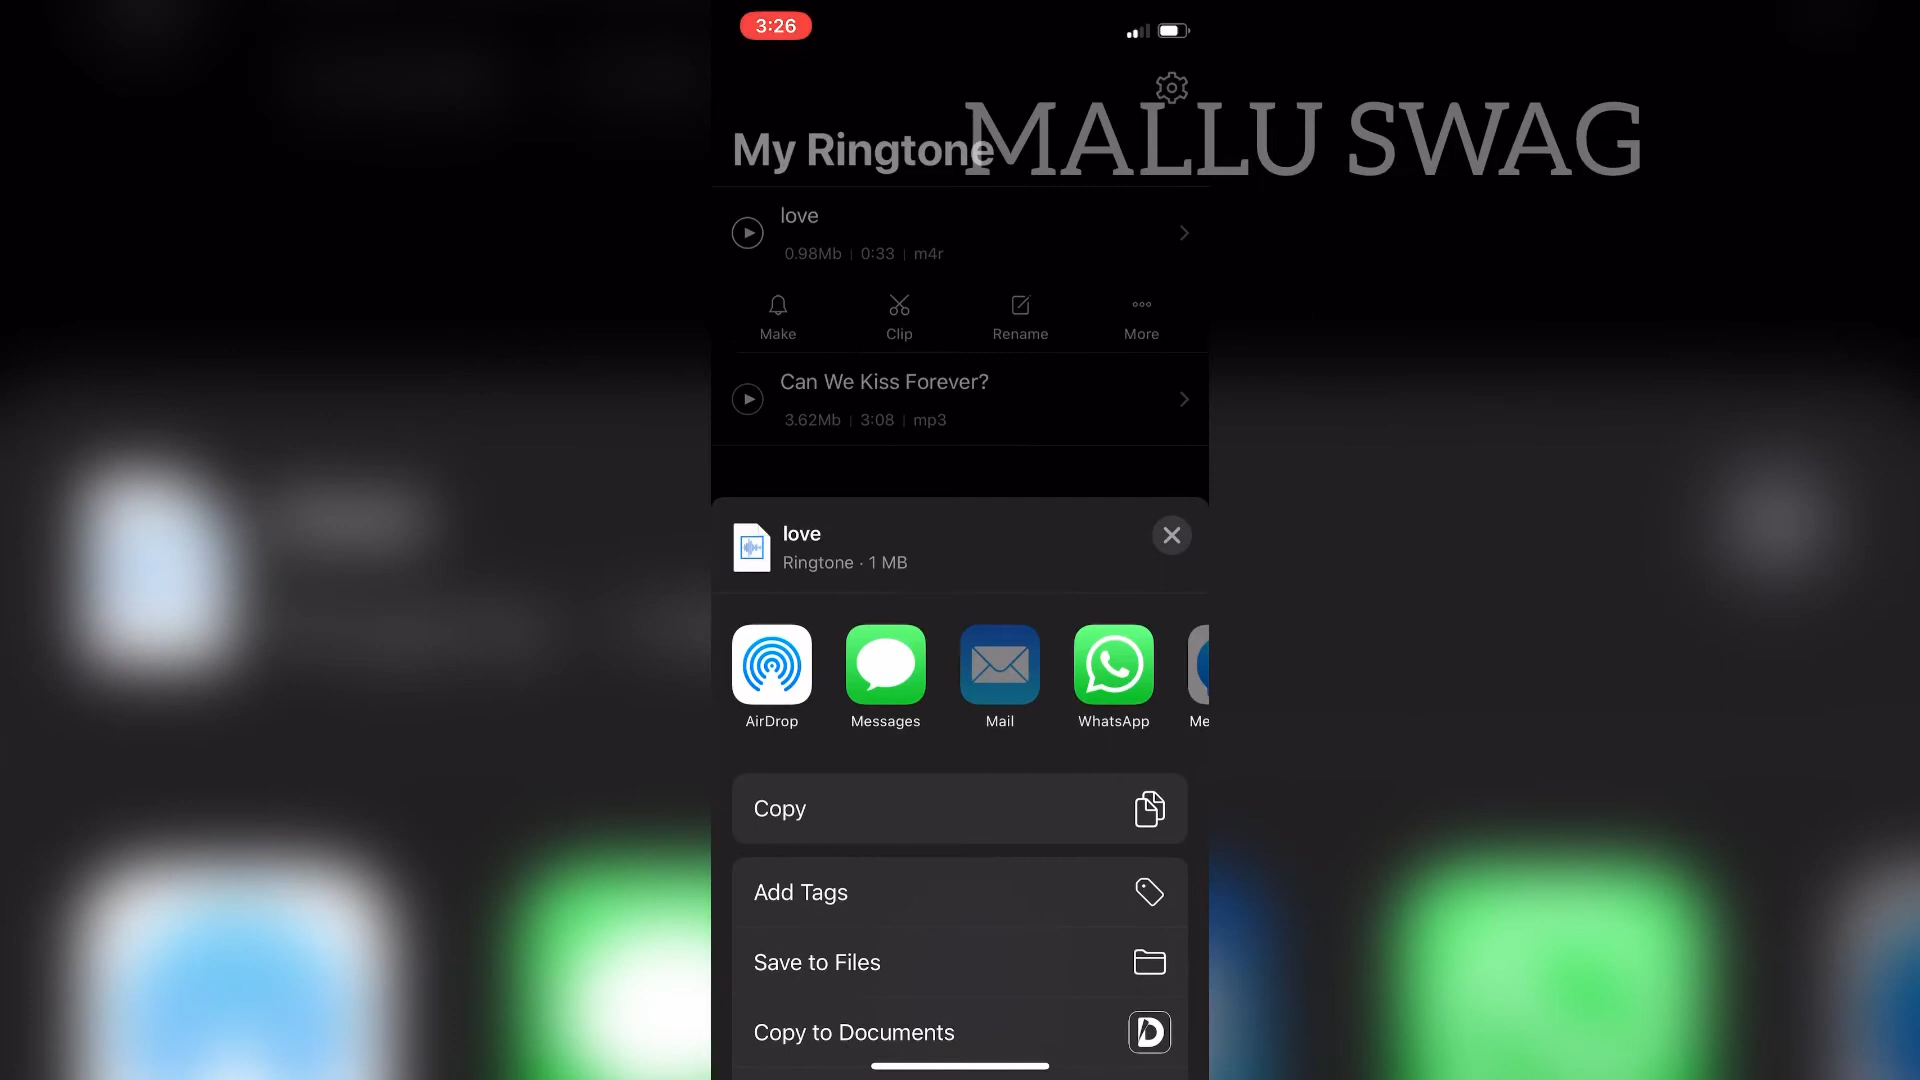 3:26
My Ringtone
MALLU SWAG
love
0.98Mb | 0:33 | m4r
Make Clip Rename More
Can We Kiss Forever?
3.62Mb | 3:08 | mp3
love
Ringtone · 1 MB
AirDrop Messages Mail WhatsApp Me
Copy
Add Tags
Save to Files
Copy to Documents